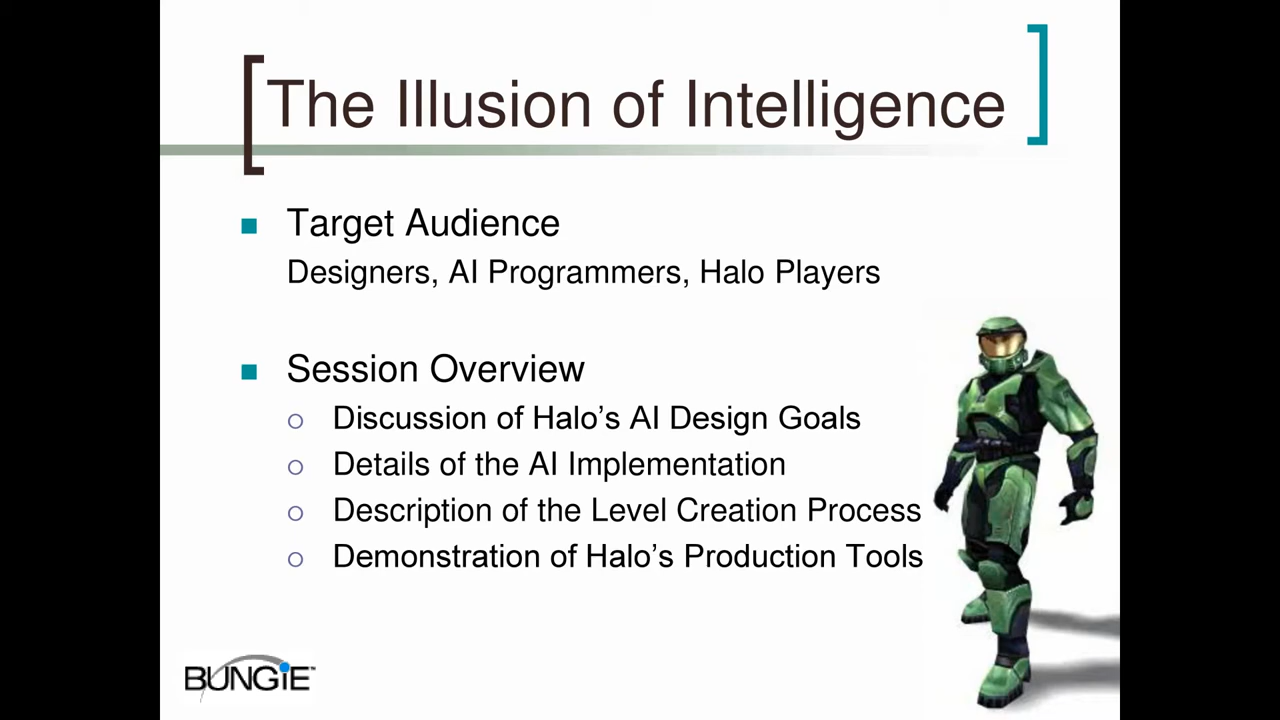 The Illusion of Intelligence
Target Audience
Designers, AI Programmers, Halo Players
Session Overview
Discussion of Halo’s AI Design Goals
Details of the AI Implementation
Description of the Level Creation Process
Demonstration of Halo’s Production Tools
BUNGiE™